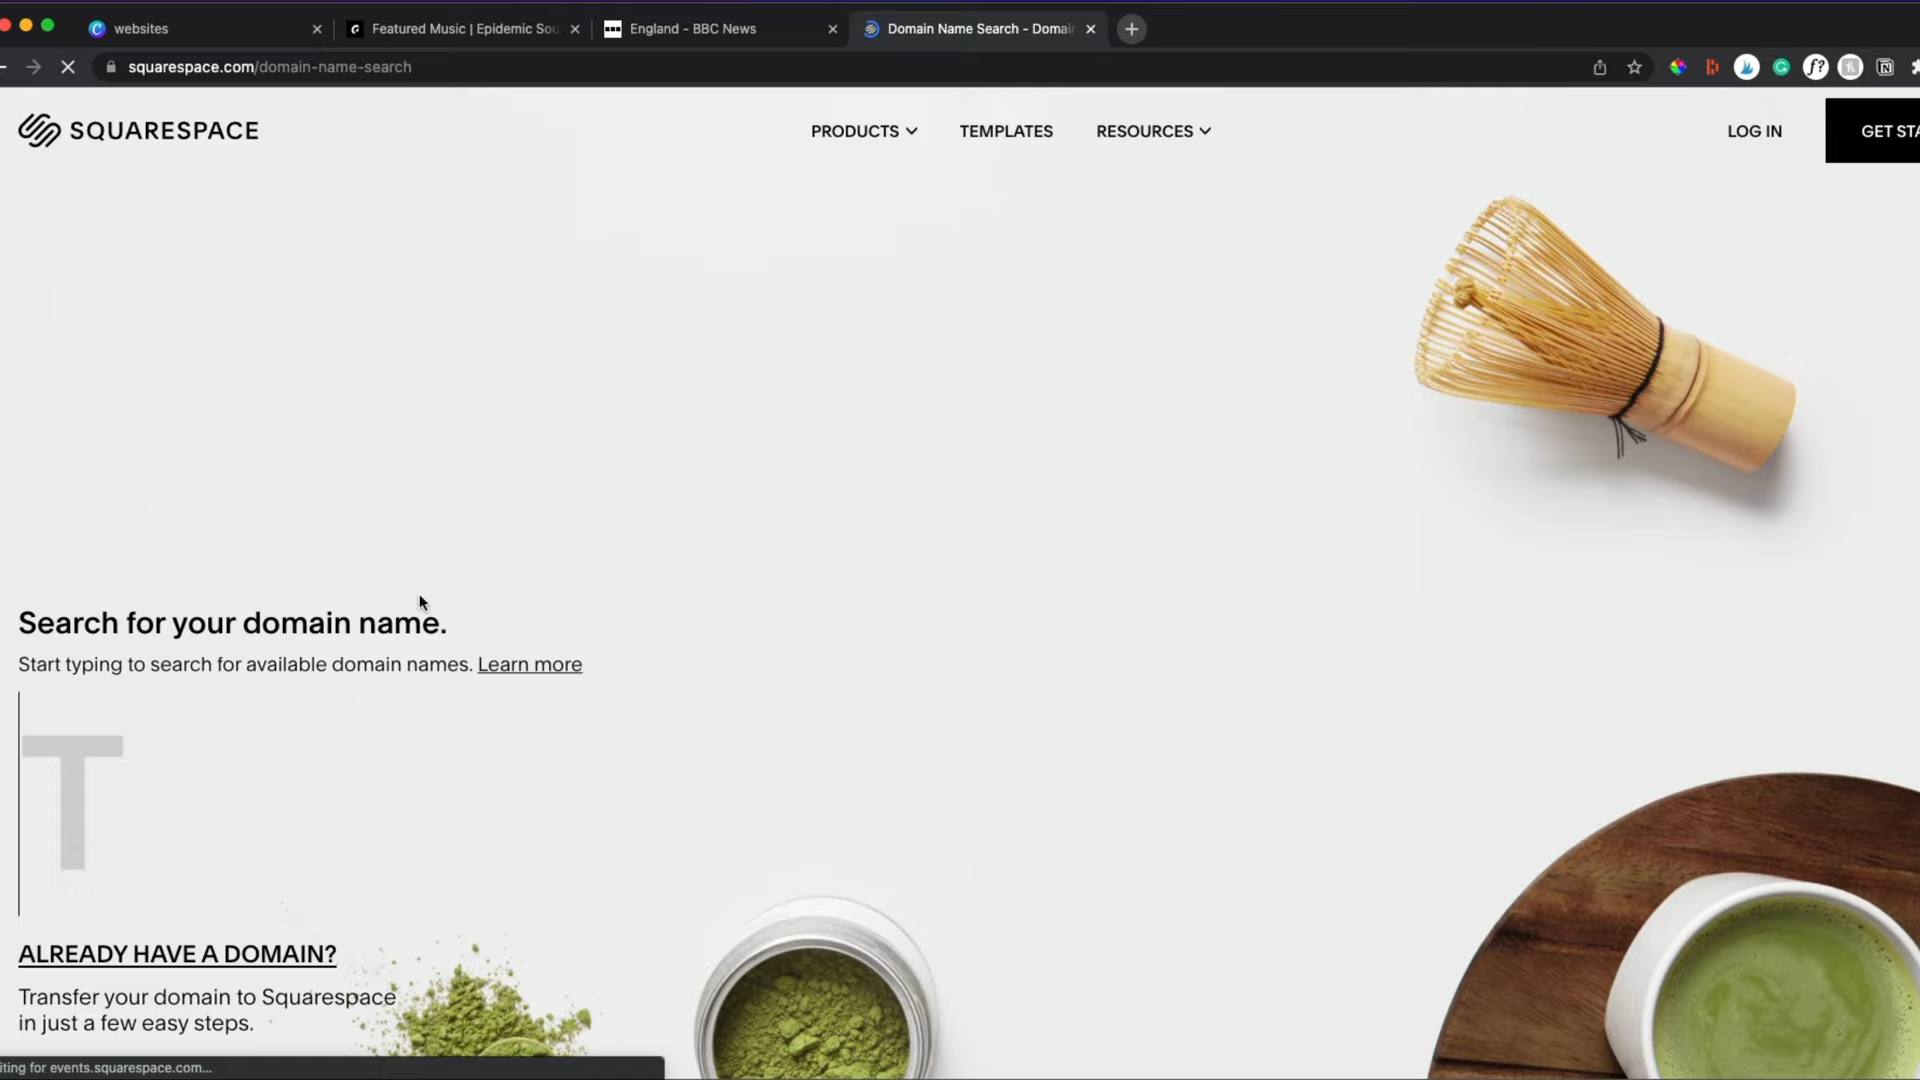 websites
Featured Music | Epidemic Sou
England - BBC News
Domain Name Search - Domai
squarespace.com/domain-name-search
SQUARESPACE
PRODUCTS
TEMPLATES
RESOURCES
LOG IN
GET STA
Search for your domain name.
Start typing to search for available domain names. Learn more
T
ALREADY HAVE A DOMAIN?
Transfer your domain to Squarespace
in just a few easy steps.
iting for events.squarespace.com...